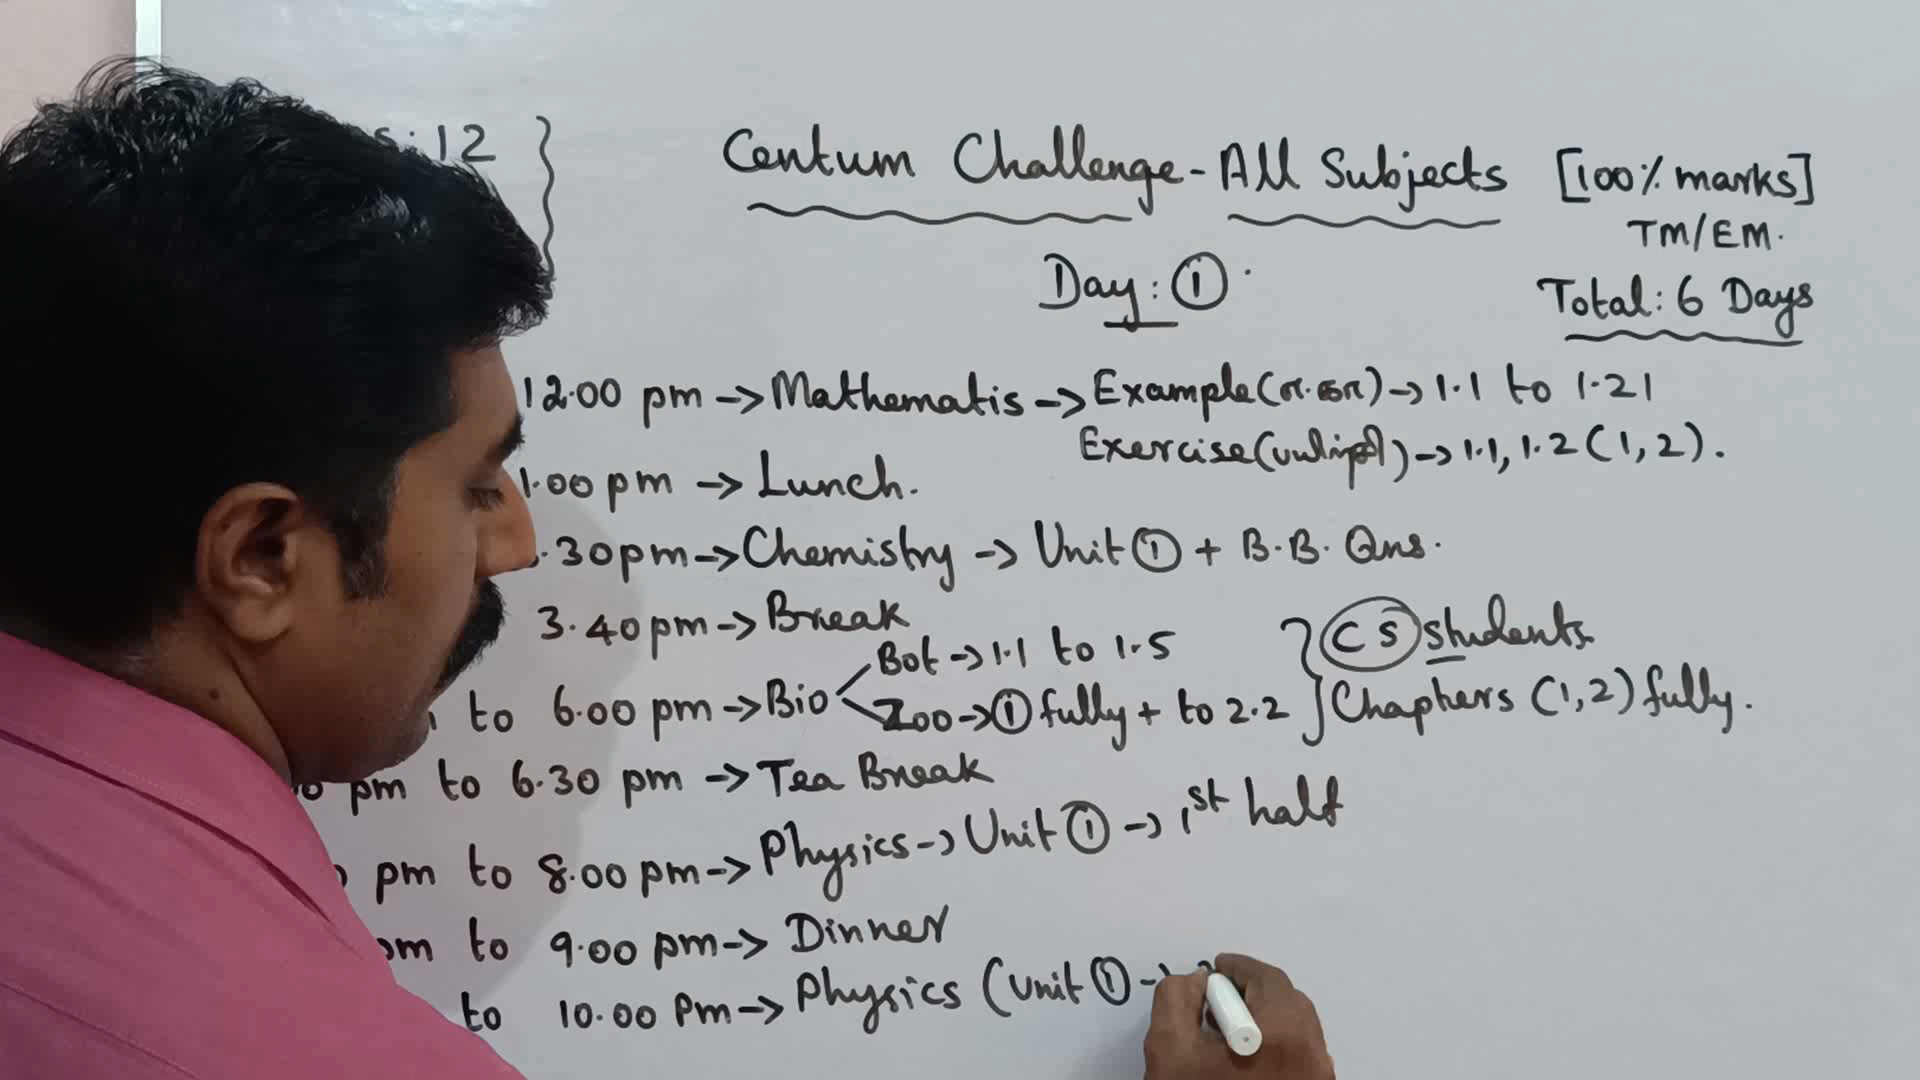 : 12
Centum Challenge - All Subjects [100% marks]
TM/EM.
Day: ①
Total: 6 Days
12.00 pm -> Mathematis -> Example (எ.கா) -> 1.1 to 1.21
Exercise (பயிற்சி) -> 1.1, 1.2 (1, 2).
1.00 pm -> Lunch.
.30 pm -> Chemistry -> Unit ① + B.B. Qns.
3.40 pm -> Break
Bot -> 1.1 to 1.5
CS students
to 6.00 pm -> Bio
Zoo -> ① fully + to 2.2
Chapters (1, 2) fully.
pm to 6.30 pm -> Tea Break
pm to 8.00 pm -> Physics -> Unit ① -> 1st half
pm to 9.00 pm -> Dinner
to 10.00 Pm -> Physics (Unit ① ->